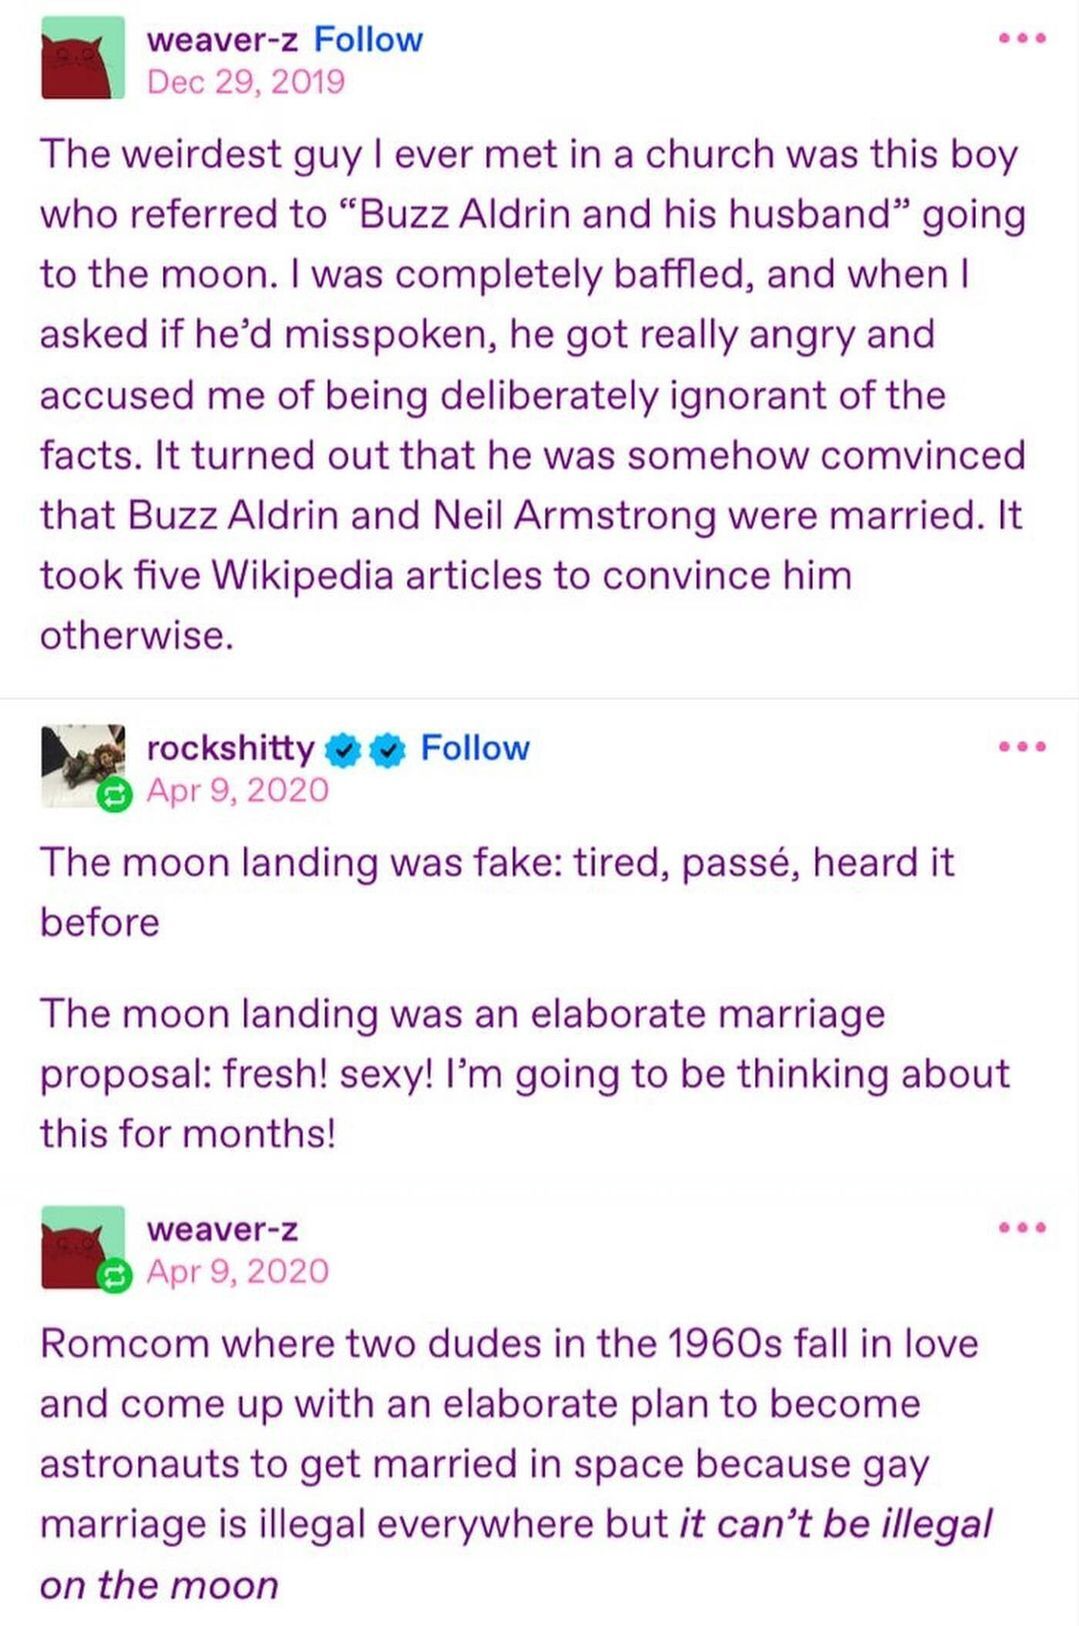 weaver-z Follow
Dec 29, 2019
The weirdest guy I ever met in a church was this boy
who referred to “Buzz Aldrin and his husband” going
to the moon. I was completely baffled, and when I
asked if he’d misspoken, he got really angry and
accused me of being deliberately ignorant of the
facts. It turned out that he was somehow comvinced
that Buzz Aldrin and Neil Armstrong were married. It
took five Wikipedia articles to convince him
otherwise.
rockshitty Follow
Apr 9, 2020
The moon landing was fake: tired, passé, heard it
before
The moon landing was an elaborate marriage
proposal: fresh! sexy! I’m going to be thinking about
this for months!
weaver-z
Apr 9, 2020
Romcom where two dudes in the 1960s fall in love
and come up with an elaborate plan to become
astronauts to get married in space because gay
marriage is illegal everywhere but it can’t be illegal
on the moon